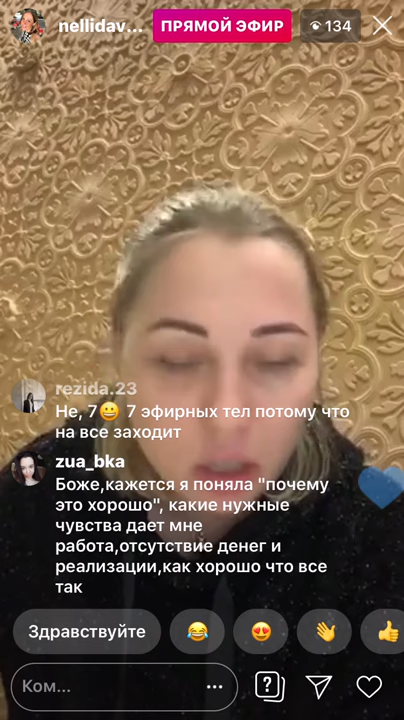 nellidav...
ПРЯМОЙ ЭФИР
134
rezida.23
Не, 7😀 7 эфирных тел потому что
на все заходит
zua_bka
Боже,кажется я поняла "почему
это хорошо", какие нужные
чувства дает мне
работа,отсутствие денег и
реализации,как хорошо что все
так
Здравствуйте
Ком...